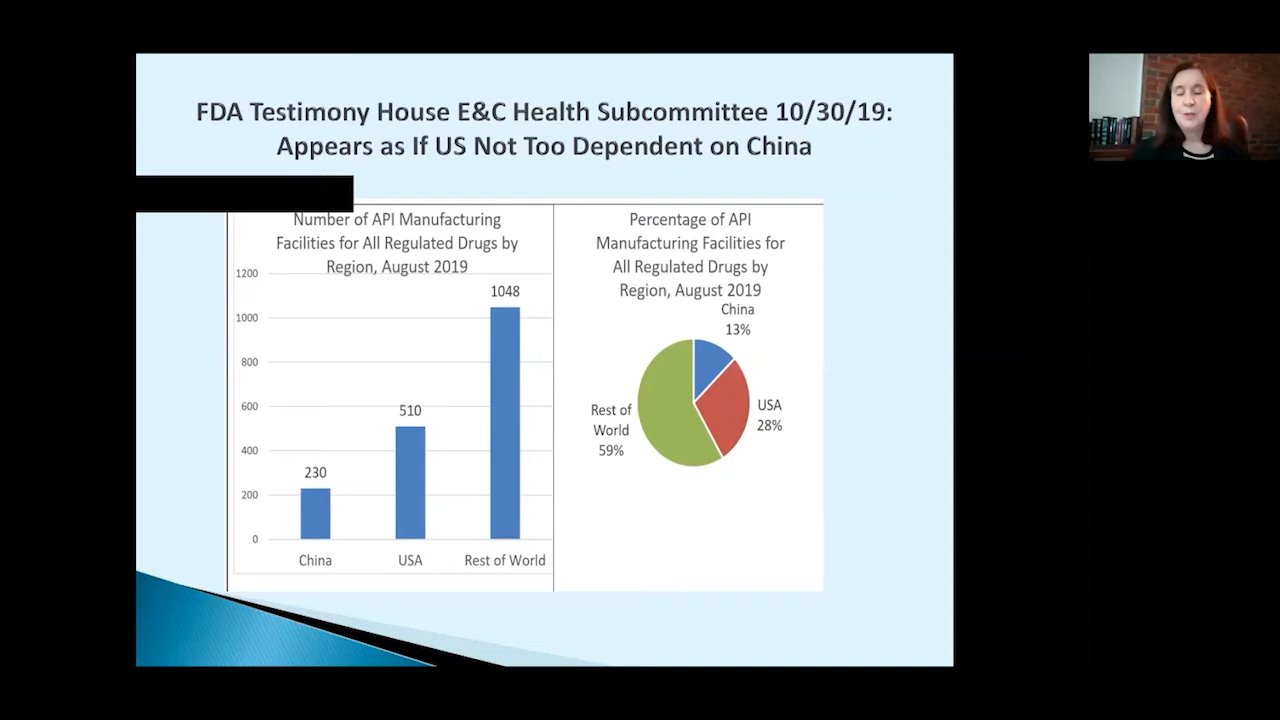 FDA Testimony House E&C Health Subcommittee 10/30/19:
Appears as If US Not Too Dependent on China
Number of API Manufacturing
Facilities for All Regulated Drugs by
Region, August 2019
1200
1000
800
600
400
200
0
230
510
1048
China
USA
Rest of World
Percentage of API
Manufacturing Facilities for
All Regulated Drugs by
Region, August 2019
China
13%
USA
28%
Rest of
World
59%